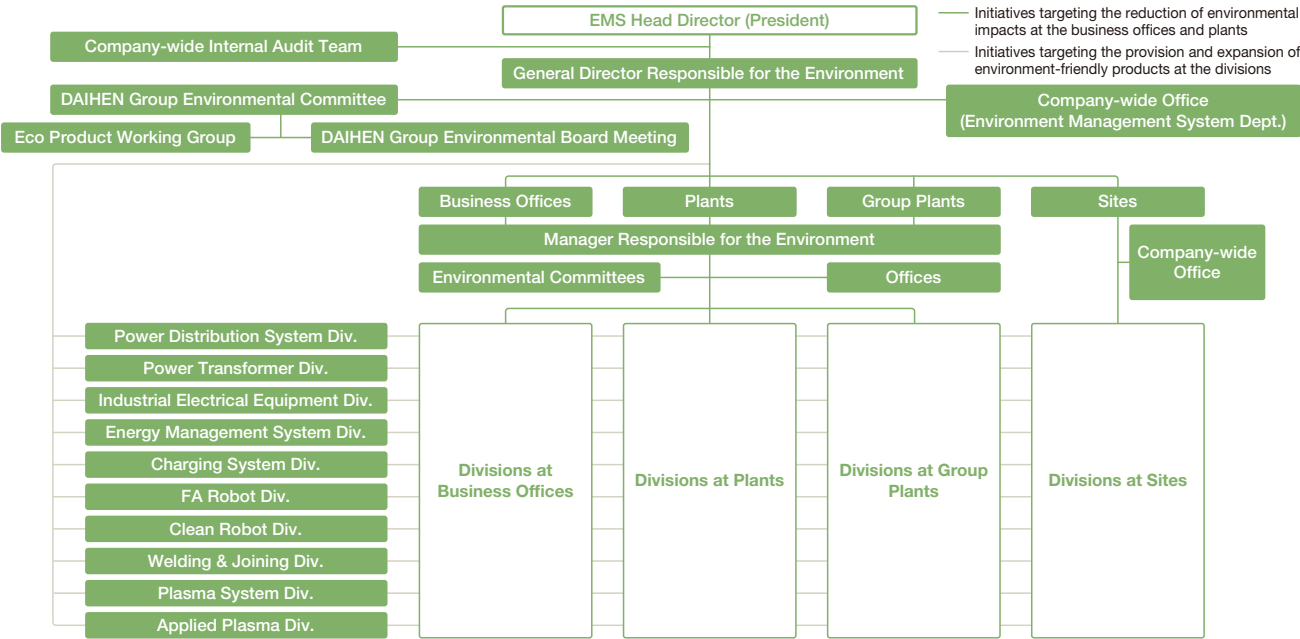 EMS Head Director (President)
Initiatives targeting the reduction of environmental
impacts at the business offices and plants
Initiatives targeting the provision and expansion of
environment-friendly products at the divisions
Company-wide Internal Audit Team
General Director Responsible for the Environment
DAIHEN Group Environmental Committee
Company-wide Office
(Environment Management System Dept.)
Eco Product Working Group
DAIHEN Group Environmental Board Meeting
Business Offices
Plants
Group Plants
Sites
Manager Responsible for the Environment
Company-wide
Office
Environmental Committees
Offices
Power Distribution System Div.
Power Transformer Div.
Industrial Electrical Equipment Div.
Energy Management System Div.
Charging System Div.
FA Robot Div.
Clean Robot Div.
Welding & Joining Div.
Plasma System Div.
Applied Plasma Div.
Divisions at
Business Offices
Divisions at Plants
Divisions at Group
Plants
Divisions at Sites